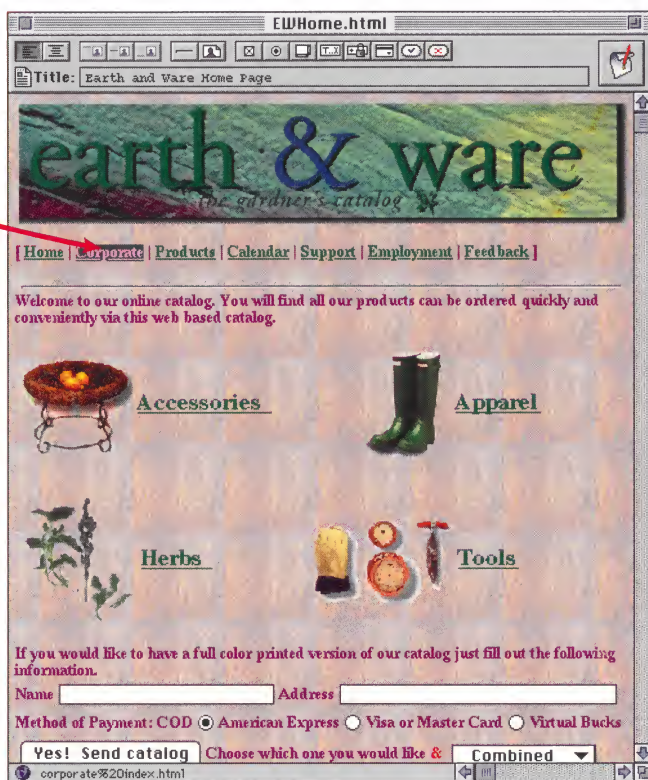 EWHome.html
Title: Earth and Ware Home Page
earth & ware
the gardner's catalog
[ Home | Corporate | Products | Calendar | Support | Employment | Feedback ]
Welcome to our online catalog. You will find all our products can be ordered quickly and
conveniently via this web based catalog.
Accessories
Apparel
Herbs
Tools
If you would like to have a full color printed version of our catalog just fill out the following
information.
Name
Address
Method of Payment: COD American Express Visa or Master Card Virtual Bucks
Yes! Send catalog Choose which one you would like & Combined
corporate%20index.html